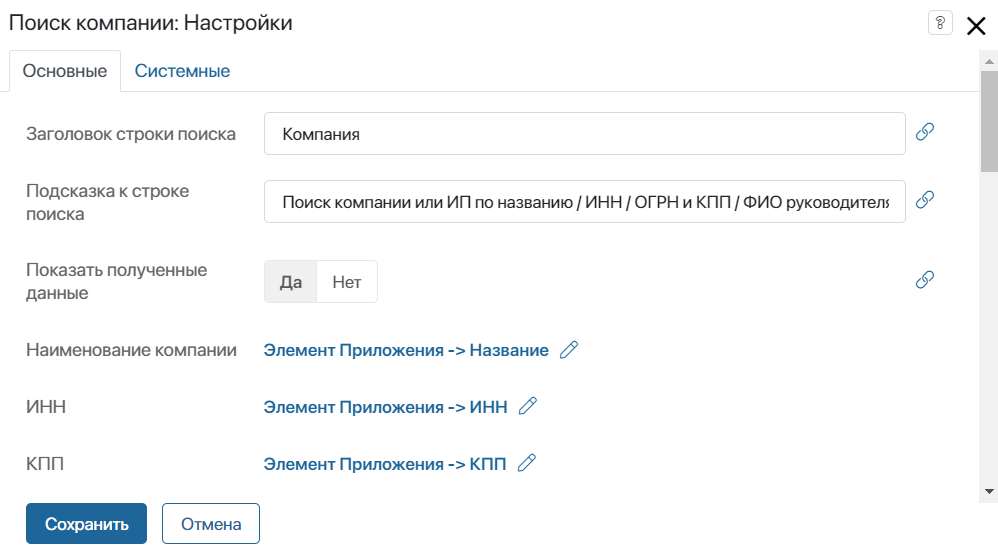 Поиск компании: Настройки
?
Основные Системные
Заголовок строки поиска Компания
Подсказка к строке
поиска
Поиск компании или ИП по названию / ИНН / ОГРН и КПП / ФИО руководителя
Показать полученные
данные
Да Нет
Наименование компании Элемент Приложения -> Название
ИНН Элемент Приложения -> ИНН
КПП Элемент Приложения -> КПП
Сохранить Отмена